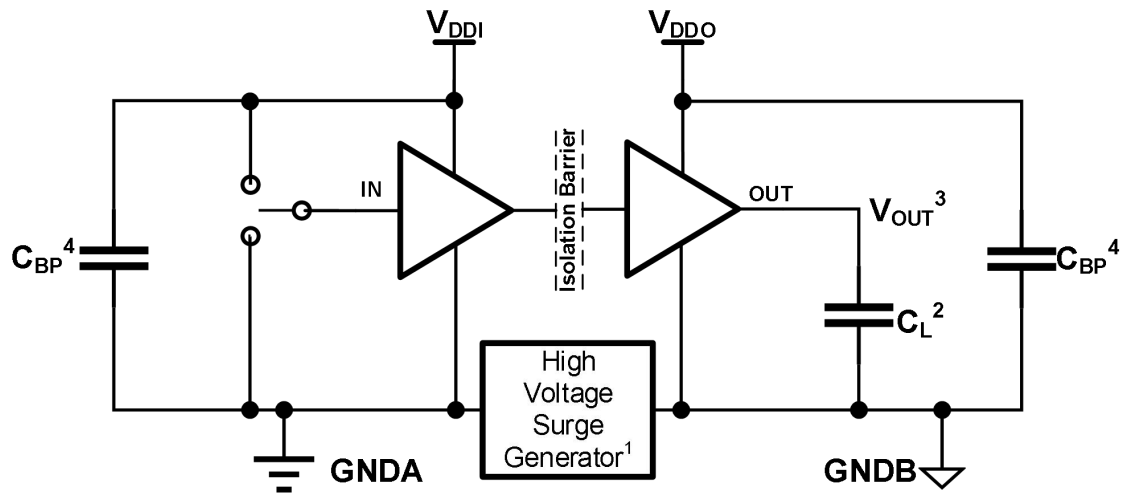 VDDI
VDDO
IN
Isolation Barrier
OUT
VOUT3
CBP4
CBP4
CL2
High
Voltage
Surge
Generator1
GNDA
GNDB